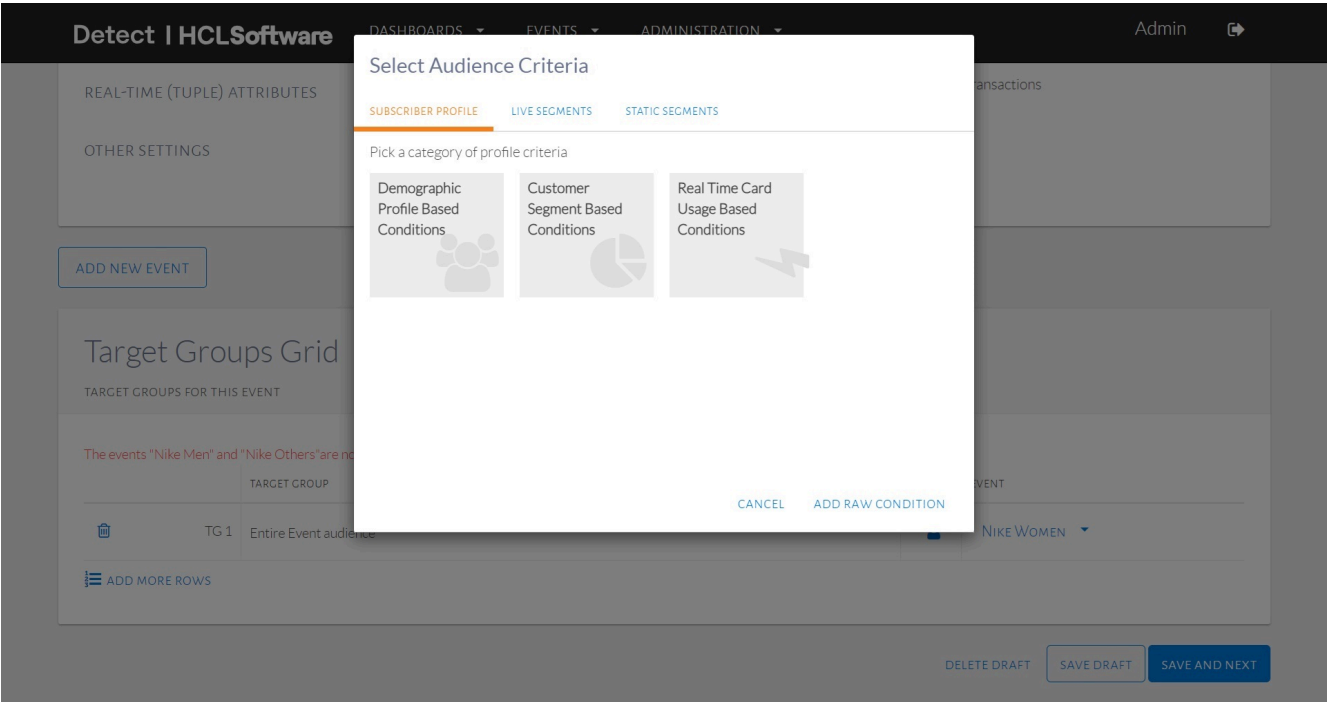 Detect | HCLSoftware
DASHBOARDS EVENTS ADMINISTRATION
Admin
Select Audience Criteria
SUBSCRIBER PROFILE LIVE SEGMENTS STATIC SEGMENTS
Pick a category of profile criteria
Demographic
Profile Based
Conditions
Customer
Segment Based
Conditions
Real Time Card
Usage Based
Conditions
CANCEL ADD RAW CONDITION
REAL-TIME (TUPLE) ATTRIBUTES
OTHER SETTINGS
ADD NEW EVENT
Target Groups Grid
TARGET GROUPS FOR THIS EVENT
The events "Nike Men" and "Nike Others"are
TARGET GROUP
TG 1 Entire Event audience
NIKE WOMEN
ADD MORE ROWS
DELETE DRAFT SAVE DRAFT SAVE AND NEXT